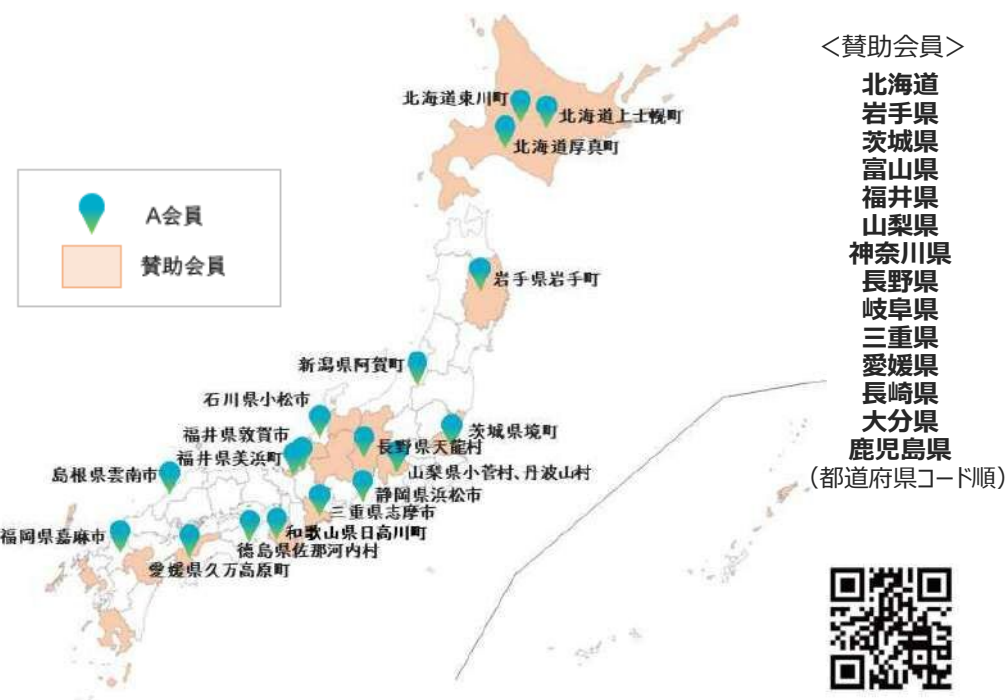 ＜賛助会員＞
北海道
岩手県
茨城県
富山県
福井県
山梨県
神奈川県
長野県
岐阜県
三重県
愛媛県
長崎県
大分県
鹿児島県
（都道府県コード順）
A会員
賛助会員
北海道東川町
北海道上士幌町
北海道厚真町
岩手県岩手町
新潟県阿賀町
石川県小松市
茨城県境町
福井県敦賀市
長野県天龍村
福井県美浜町
山梨県小菅村、丹波山村
島根県雲南市
静岡県浜松市
三重県志摩市
福岡県嘉麻市
和歌山県日高川町
徳島県佐那河内村
愛媛県久万高原町